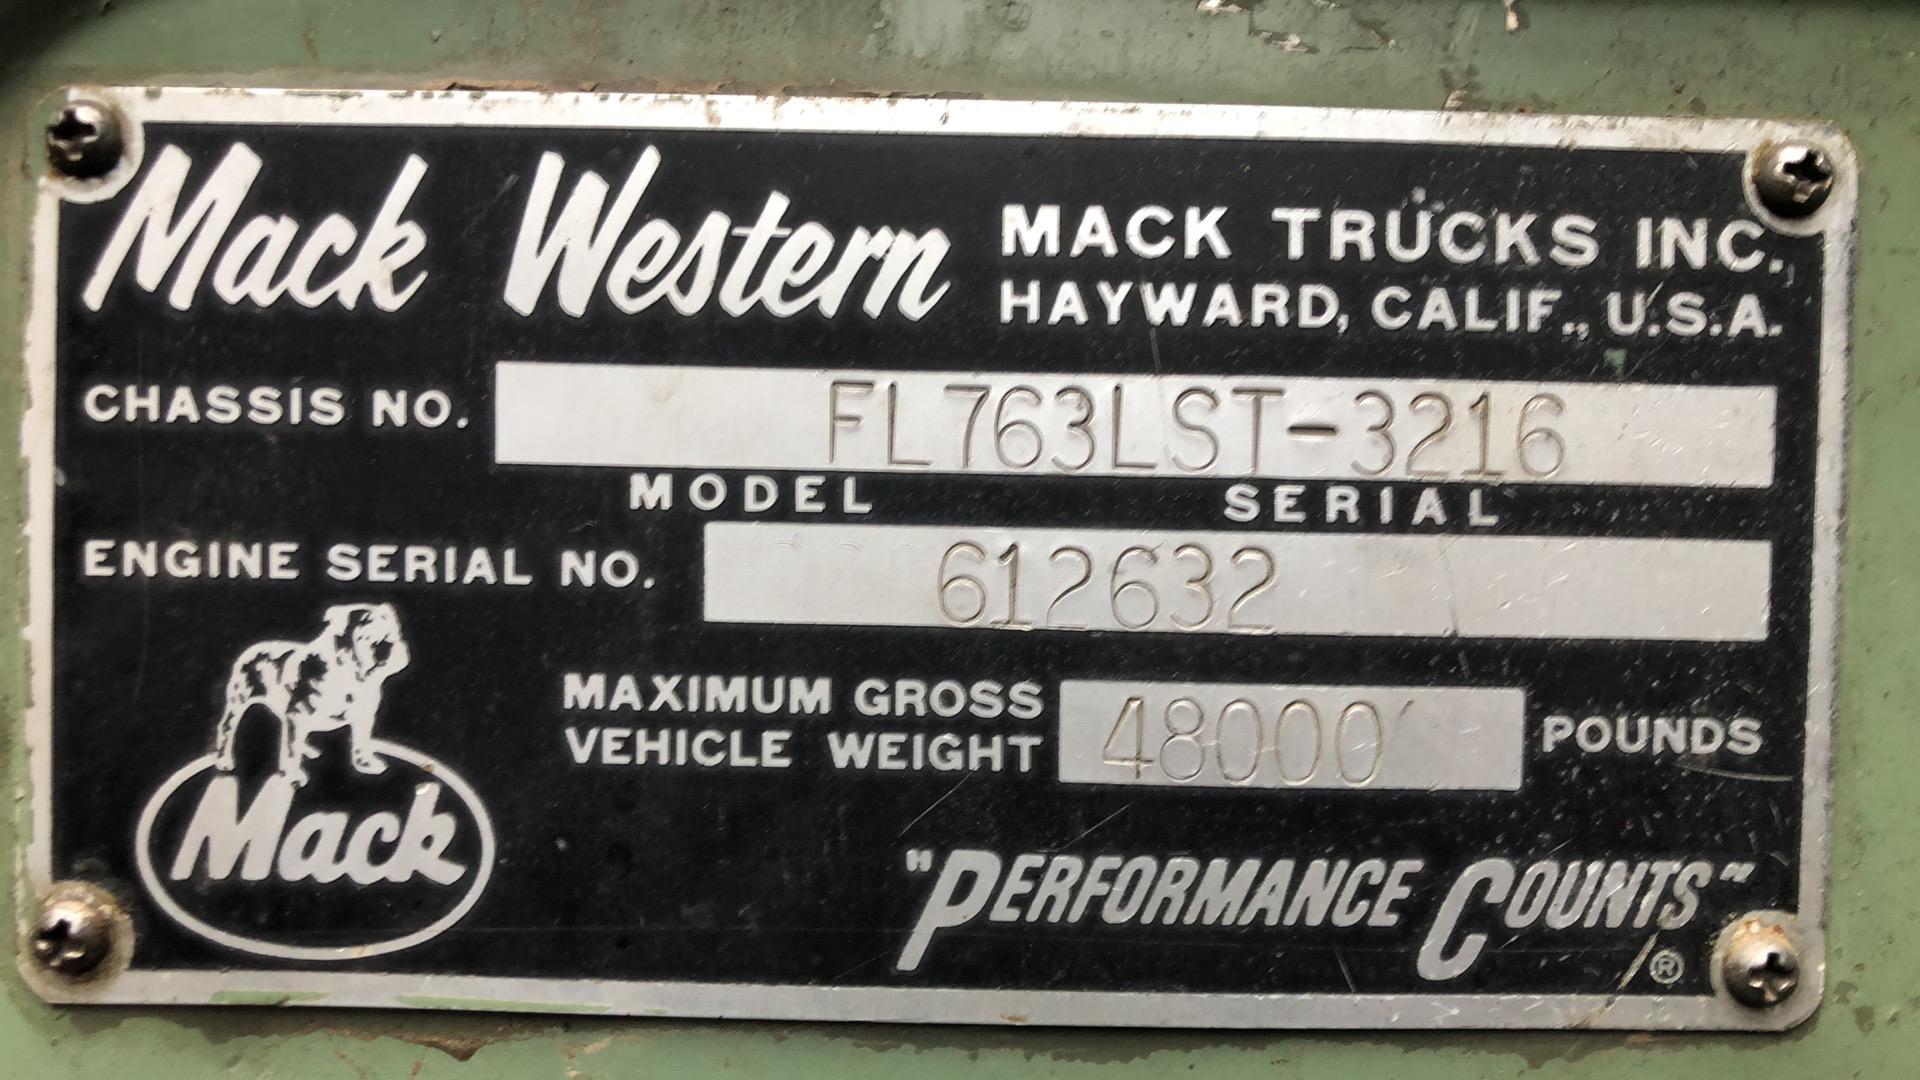 Mack Western MACK TRUCKS INC.
HAYWARD, CALIF., U.S.A.
CHASSIS NO. FL763LST-3216
MODEL SERIAL
ENGINE SERIAL NO. 612632
MAXIMUM GROSS
VEHICLE WEIGHT 48000 POUNDS
Mack
"PERFORMANCE COUNTS"
®